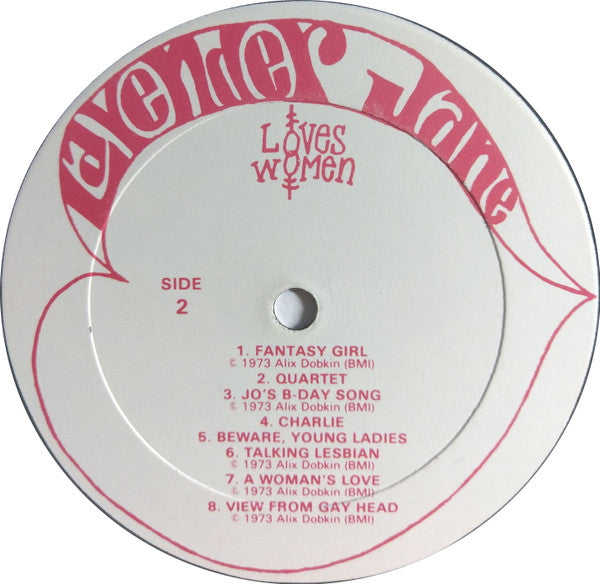 Lavender Jane
Loves
Women
SIDE
2
1. FANTASY GIRL
© 1973 Alix Dobkin (BMI)
2. QUARTET
3. JO'S B-DAY SONG
© 1973 Alix Dobkin (BMI)
4. CHARLIE
5. BEWARE, YOUNG LADIES
6. TALKING LESBIAN
© 1973 Alix Dobkin (BMI)
7. A WOMAN'S LOVE
© 1973 Alix Dobkin (BMI)
8. VIEW FROM GAY HEAD
© 1973 Alix Dobkin (BMI)